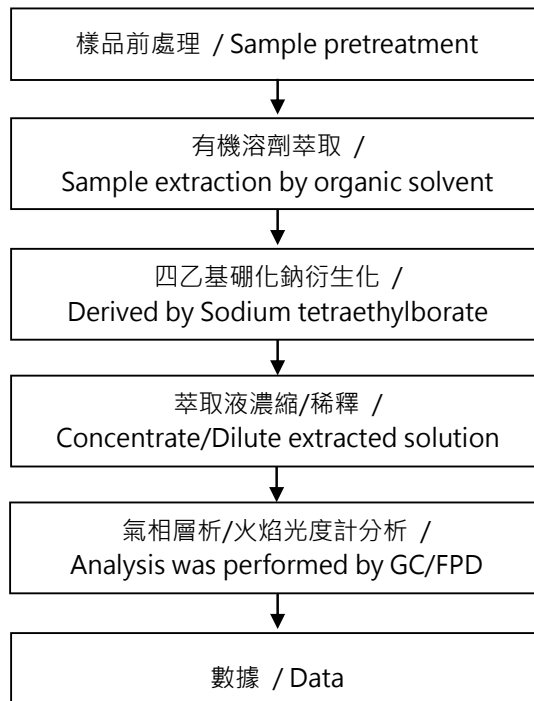 樣品前處理 / Sample pretreatment
有機溶劑萃取 /
Sample extraction by organic solvent
四乙基硼化鈉衍生化 /
Derived by Sodium tetraethylborate
萃取液濃縮/稀釋 /
Concentrate/Dilute extracted solution
氣相層析/火焰光度計分析 /
Analysis was performed by GC/FPD
數據 / Data